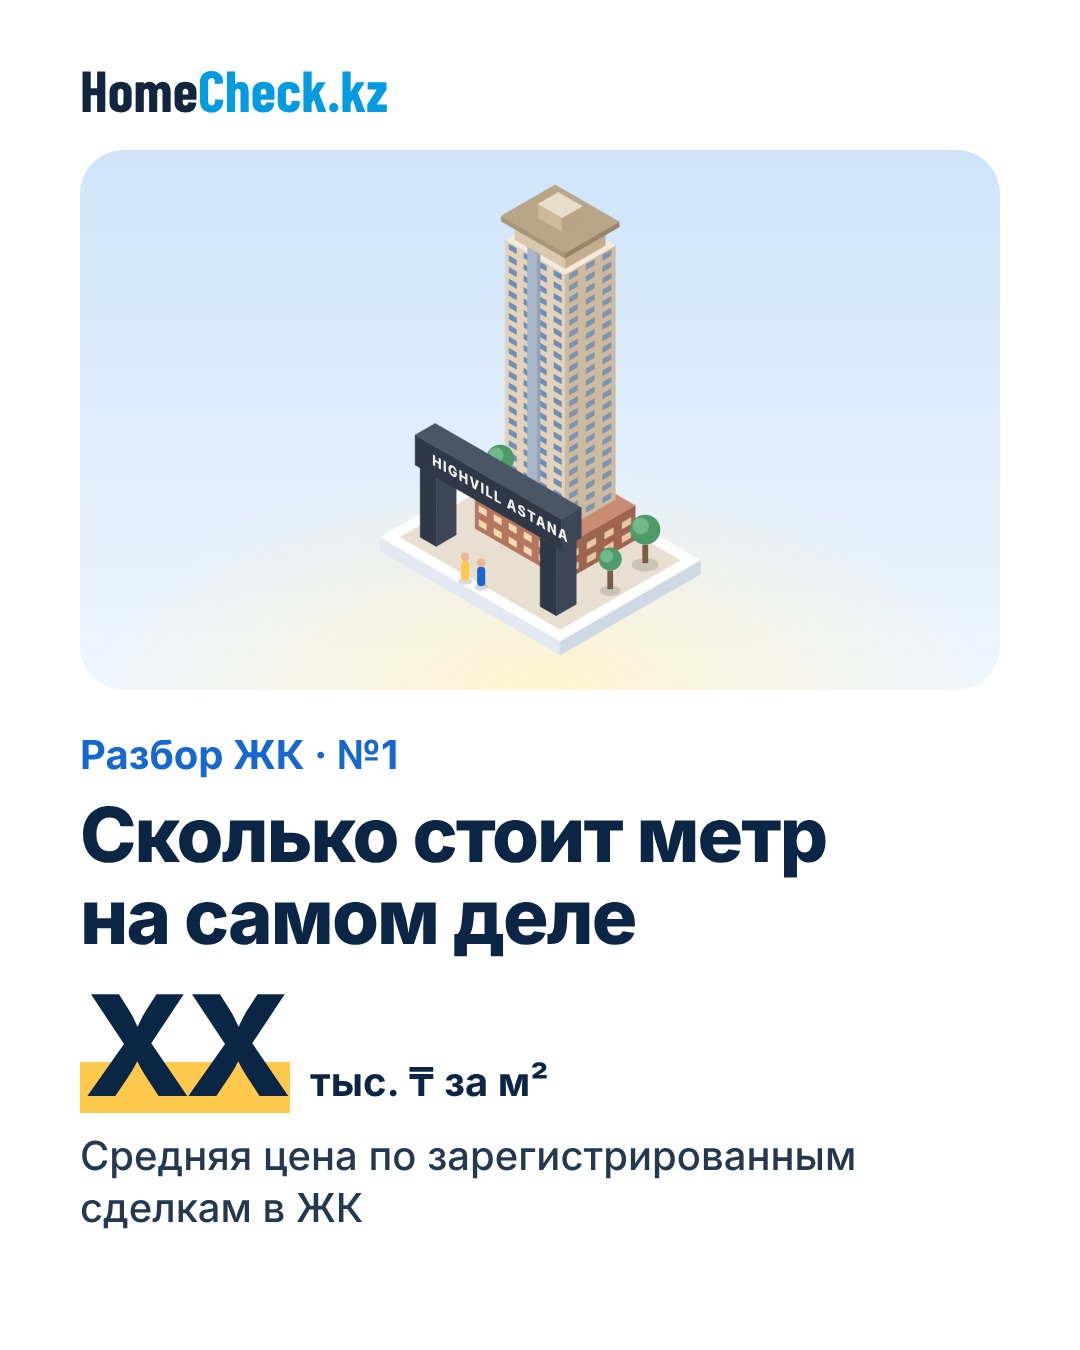 HomeCheck.kz
HIGHVILL ASTANA
Разбор ЖК · №1
Сколько стоит метр
на самом деле
XX тыс. ₸ за м²
Средняя цена по зарегистрированным
сделкам в ЖК